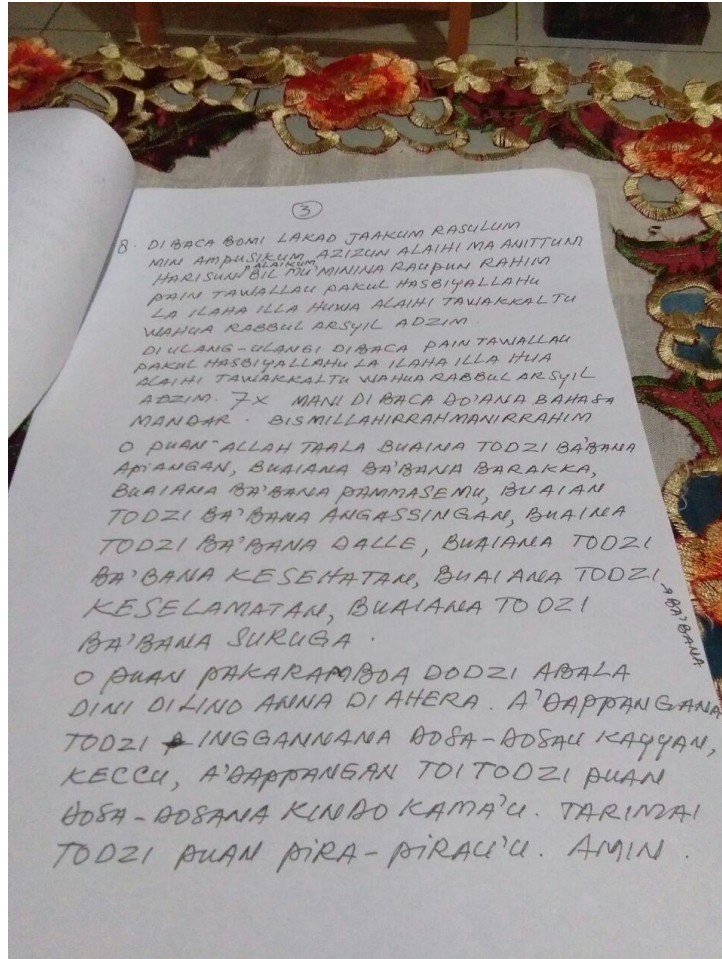 3
8. DI BACA BOMI LAKAD JAAKUM RASULUM
MIN AMPUSIKUM, AZIZUN ALAIHI MA ANITTUM
HARISUN ALAIKUM BIL MU'MININA RAUPUN RAHIM
PAIN TAWALLAU PAKUL HASBIYALLAHU
LA ILAHA ILLA HUWA ALAIHI TAWAKKALTU
WAHUA RABBUL ARSYIL ADZIM.
DI ULANG-ULANGI DIBACA PAIN TAWALLAU
PAKUL HASBIYALLAHU LA ILAHA ILLA HUA
ALAIHI TAWAKKALTU WAHUA RABBUL ARSYIL
ADZIM. 7X MANI DI BACA DO'ANA BAHASA
MANDAR. BISMILLAHIRRAHMANIRRAHIM
O PUAN ALLAH TAALA BUAINA TODZI BA'BANA
APIANGAN, BUAIANA BA'BANA BARAKKA,
BUAIANA BA'BANA PAMMASEMU, BUAIAN
TODZI BA'BANA ANGASSINGAN, BUAINA
TODZI BA'BANA DALLE, BUAIANA TODZI
BA'BANA KESEHATAN, BUAIANA TODZI BA'BANA
KESELAMATAN, BUAIANA TODZI
BA'BANA SURUGA.
O PUAN PAKARAMBOA DODZI ABALA
DINI DILINO ANNA DI AHERA. A'DAPPANGANA
TODZI INGGANNANA DOSA-DOSAU KAYYAN,
KECCU, A'DAPPANGAN TOI TODZI PUAN
DOSA-DOSANA KINDO KAMA'U. TARIMAI
TODZI PUAN PIRA-PIRAU'U. AMIN.